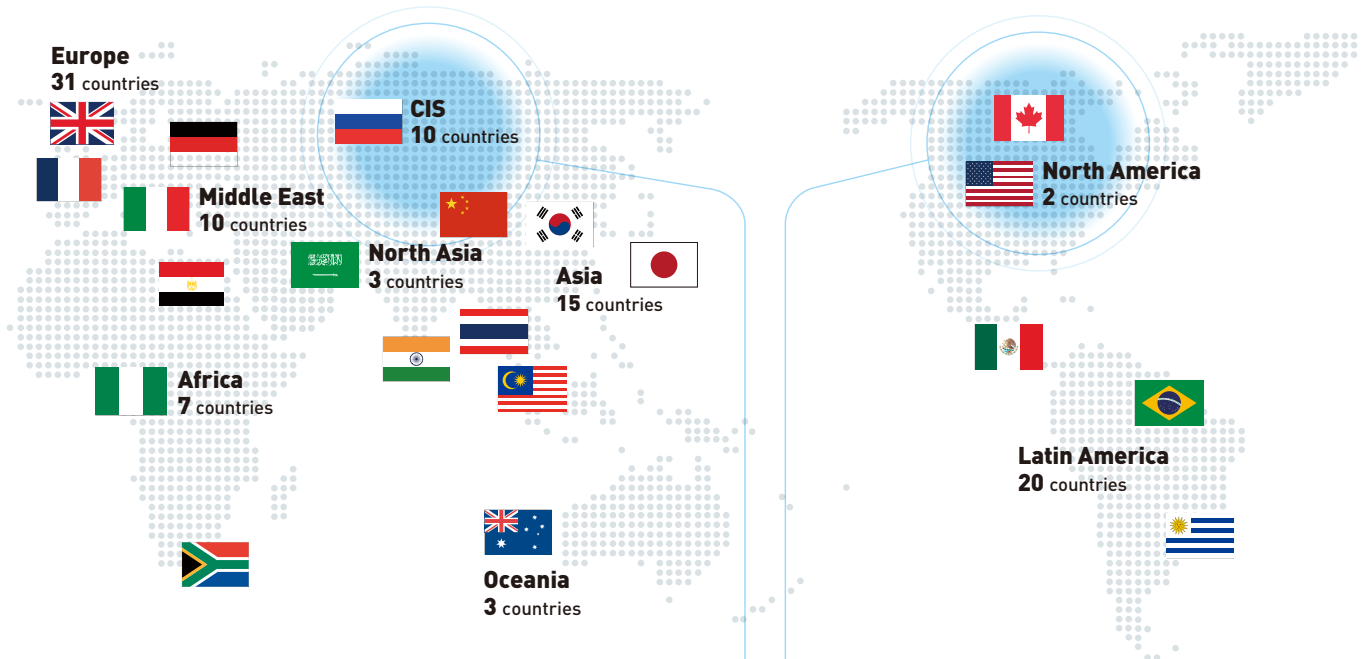 Europe
31 countries
CIS
10 countries
North America
2 countries
Middle East
10 countries
North Asia
3 countries
Asia
15 countries
Africa
7 countries
Latin America
20 countries
Oceania
3 countries